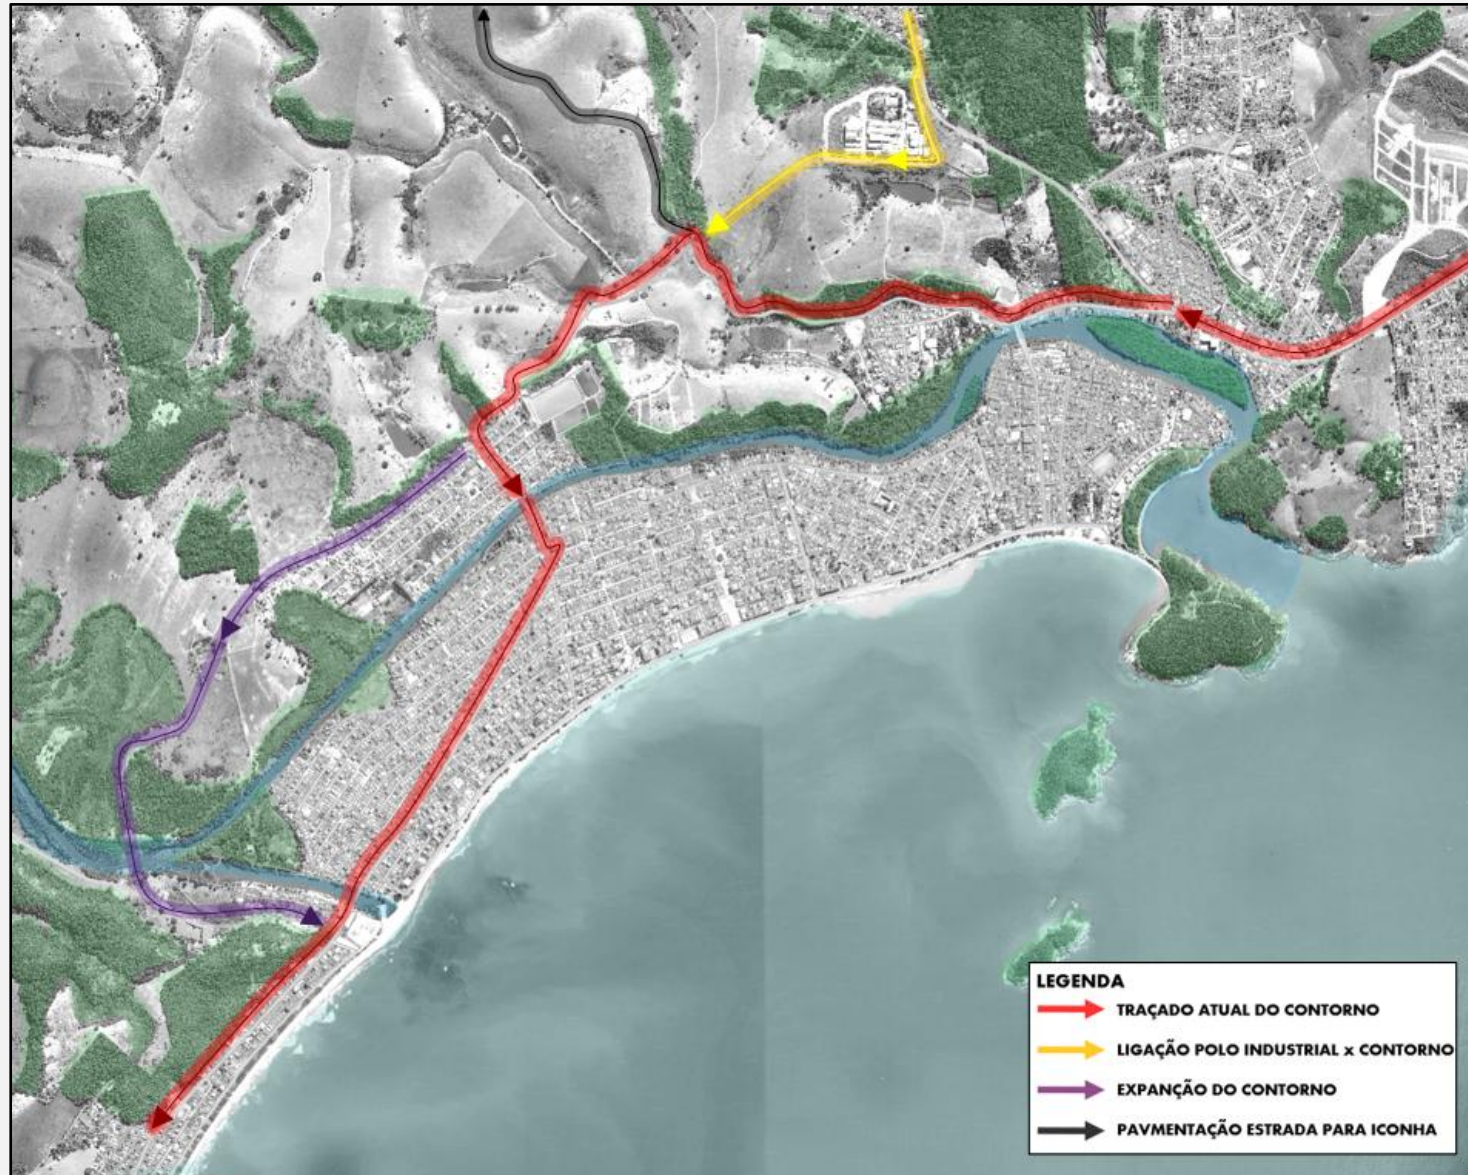 LEGENDA
TRAÇADO ATUAL DO CONTORNO
LIGAÇÃO POLO INDUSTRIAL x CONTORNO
EXPANÇÃO DO CONTORNO
PAVMENTAÇÃO ESTRADA PARA ICONHA